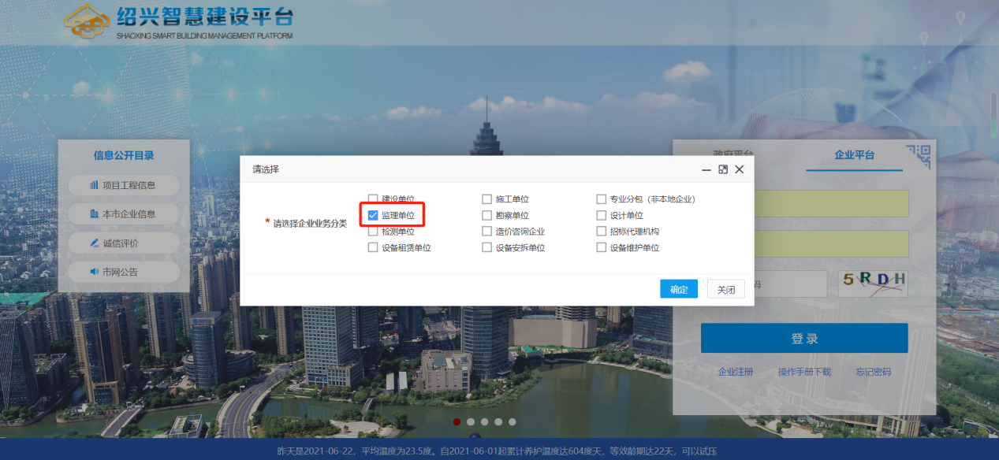 绍兴智慧建设平台
SHAOXING SMART BUILDING MANAGEMENT PLATFORM
信息公开目录
项目工程信息
本市企业信息
诚信评价
市网公告
政府平台
企业平台
请选择
* 请选择企业业务分类
建设单位
施工单位
专业分包（非本地企业）
监理单位
勘察单位
设计单位
检测单位
造价咨询企业
招标代理机构
设备租赁单位
设备安拆单位
设备维护单位
确定
关闭
码
5RDH
登录
企业注册
操作手册下载
忘记密码
昨天是2021-06-22，平均温度为23.5度。自2021-06-01起累计养护温度达604度天，等效龄期达22天，可以试压